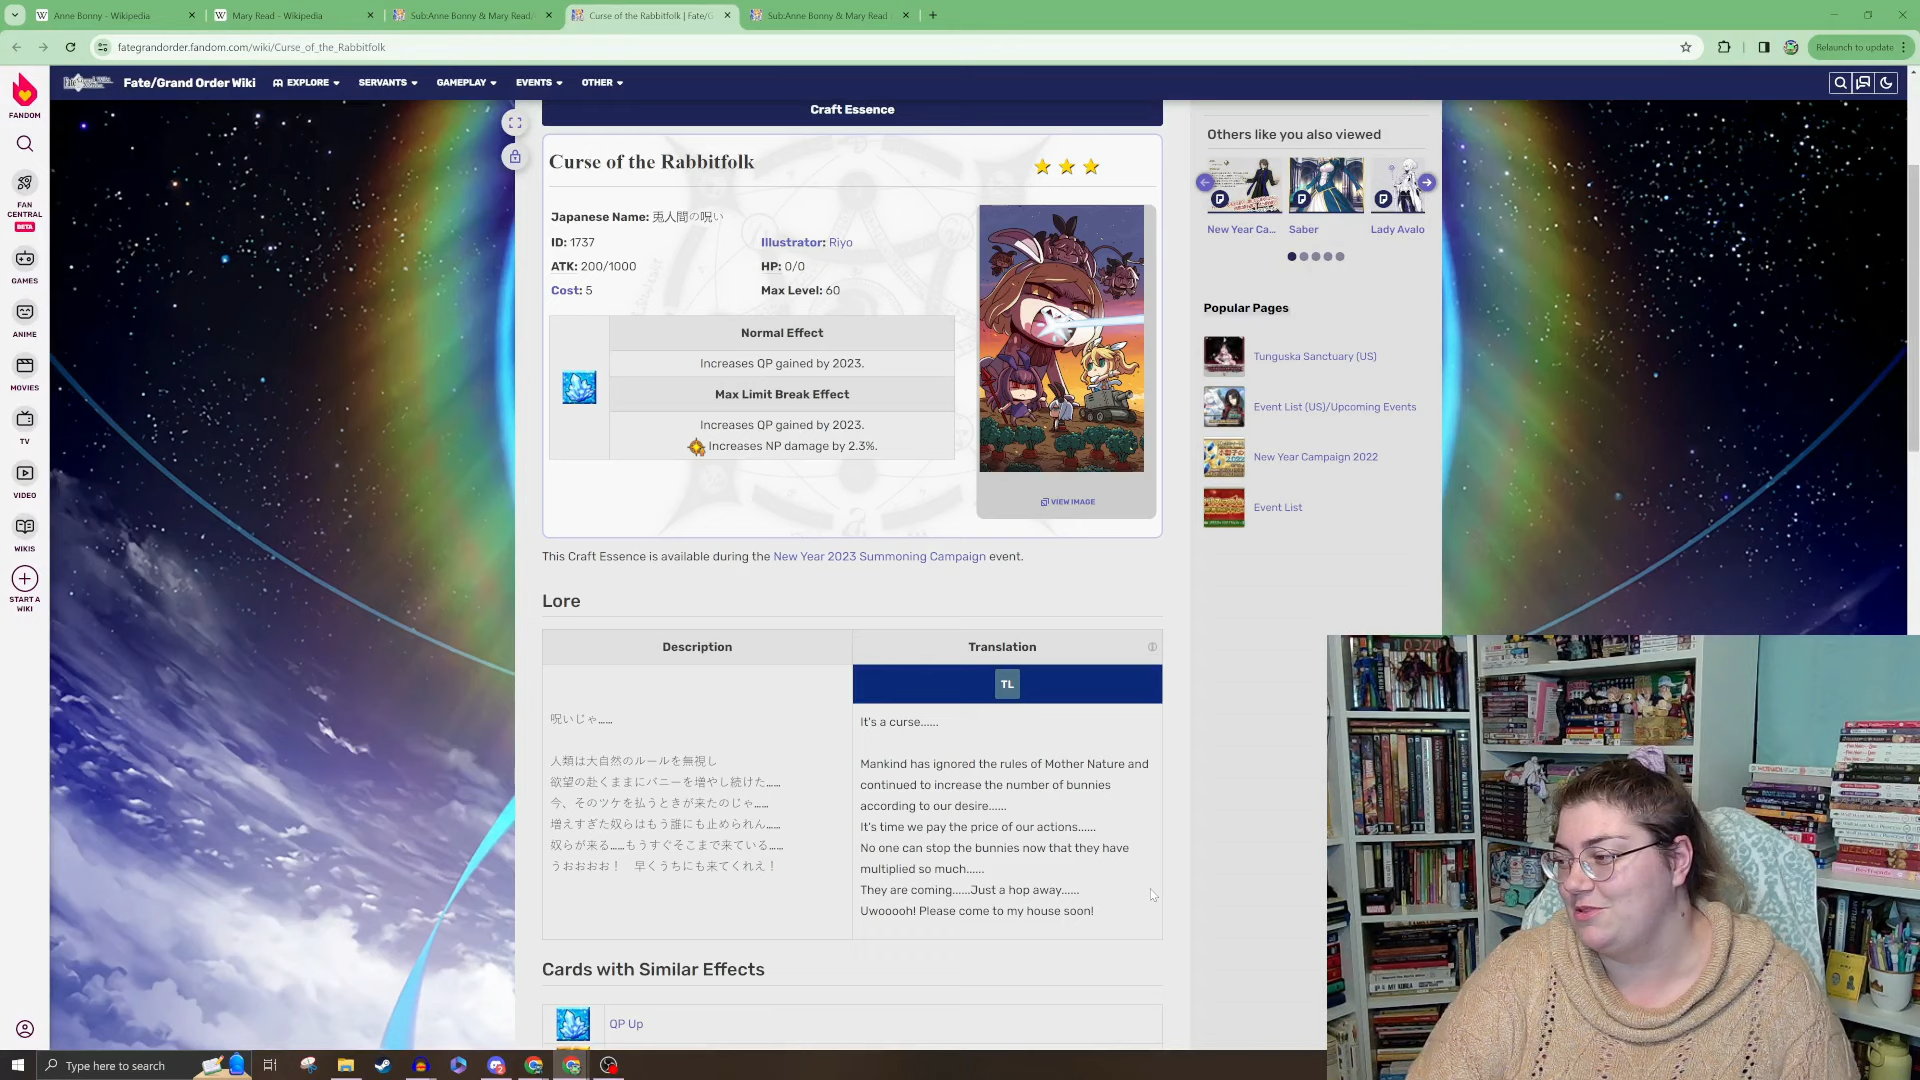 Anne Bonny - Wikipedia
Mary Read - Wikipedia
Sub:Anne Bonny & Mary Read/
Curse of the Rabbitfolk | Fate/G
Sub:Anne Bonny & Mary Read
fategrandorder.fandom.com/wiki/Curse_of_the_Rabbitfolk
Relaunch to update
FANDOM
FAN CENTRAL
BETA
GAMES
ANIME
MOVIES
TV
VIDEO
WIKIS
START A WIKI
Fate/Grand Order Wiki
EXPLORE
SERVANTS
GAMEPLAY
EVENTS
OTHER
Craft Essence
Curse of the Rabbitfolk
Japanese Name: 兎人間の呪い
ID: 1737
Illustrator: Riyo
ATK: 200/1000
HP: 0/0
Cost: 5
Max Level: 60
Normal Effect
Increases QP gained by 2023.
Max Limit Break Effect
Increases QP gained by 2023.
Increases NP damage by 2.3%.
VIEW IMAGE
This Craft Essence is available during the New Year 2023 Summoning Campaign event.
Lore
Description
Translation
TL
呪いじゃ……
人類は大自然のルールを無視し
欲望の赴くままにバニーを増やし続けた……
今、そのツケを払うときが来たのじゃ……
増えすぎた奴らはもう誰にも止められん……
奴らが来る……もうすぐそこまで来ている……
うおおおお！　早くうちにも来てくれえ！
It's a curse......
Mankind has ignored the rules of Mother Nature and
continued to increase the number of bunnies
according to our desire......
It's time we pay the price of our actions......
No one can stop the bunnies now that they have
multiplied so much......
They are coming......Just a hop away......
Uwooooh! Please come to my house soon!
Cards with Similar Effects
QP Up
Others like you also viewed
New Year Ca...
Saber
Lady Avalo
Popular Pages
Tunguska Sanctuary (US)
Event List (US)/Upcoming Events
New Year Campaign 2022
Event List
Type here to search